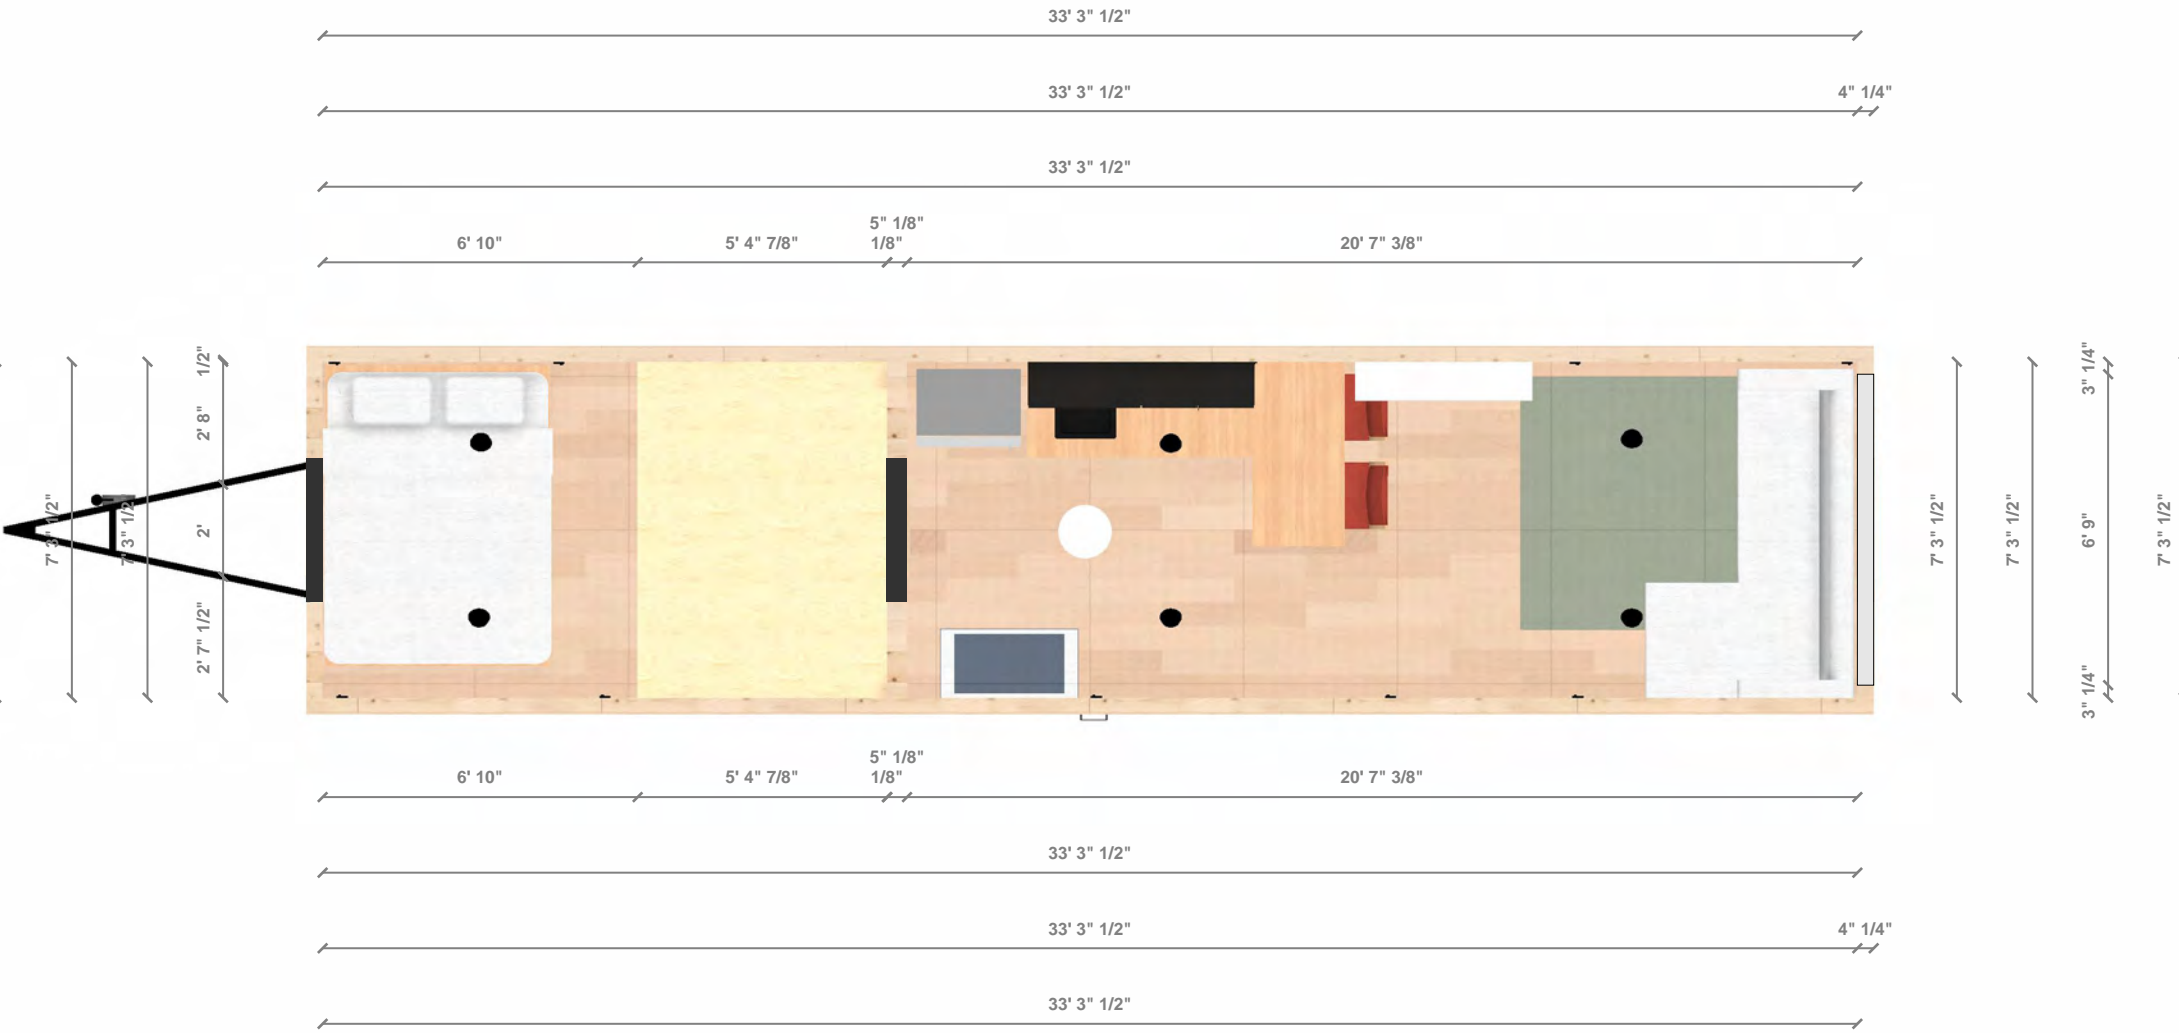 33' 3" 1/2"
33' 3" 1/2"
4" 1/4"
33' 3" 1/2"
5" 1/8"
6' 10"
5' 4" 7/8"
1/8"
20' 7" 3/8"
1/2"
2' 8"
2'
2' 7" 1/2"
7' 3" 1/2"
7' 3" 1/2"
7' 3" 1/2"
7' 3" 1/2"
3" 1/4"
6' 9"
3" 1/4"
7' 3" 1/2"
5" 1/8"
6' 10"
5' 4" 7/8"
1/8"
20' 7" 3/8"
33' 3" 1/2"
33' 3" 1/2"
4" 1/4"
33' 3" 1/2"